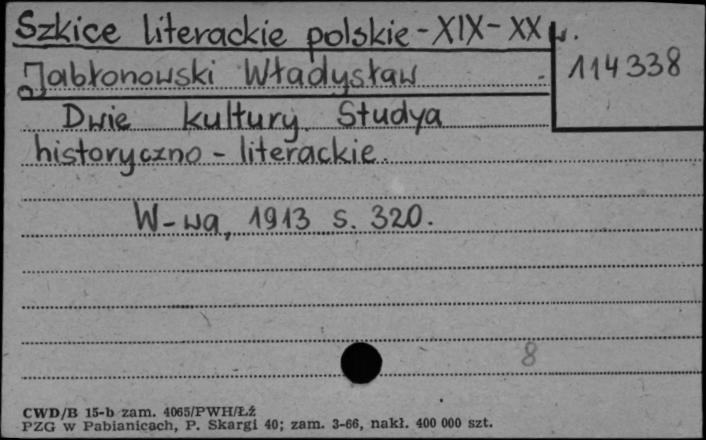 Szkice literackie polskie - XIX - XX w.
114338
Jabłonowski Władysław
Dwie kultury. Studya
historyczno - literackie.
W-wa, 1913 s. 320.
8
CWD/B 15-b zam. 4065/PWH/ŁŹ
PZG w Pabianicach, P. Skargi 40; zam. 3-66, nakł. 400 000 szt.